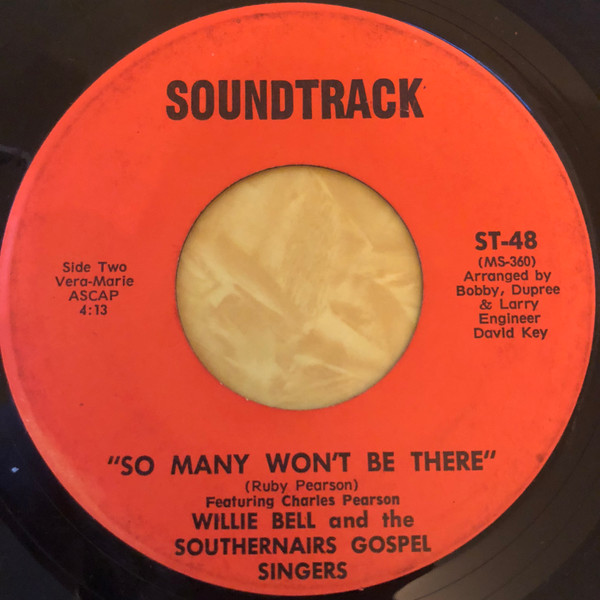 SOUNDTRACK
Side Two
Vera-Marie
ASCAP
4:13
ST-48
(MS-360)
Arranged by
Bobby, Dupree
& Larry
Engineer
David Key
"SO MANY WON'T BE THERE"
(Ruby Pearson)
Featuring Charles Pearson
WILLIE BELL and the
SOUTHERNAIRS GOSPEL
SINGERS